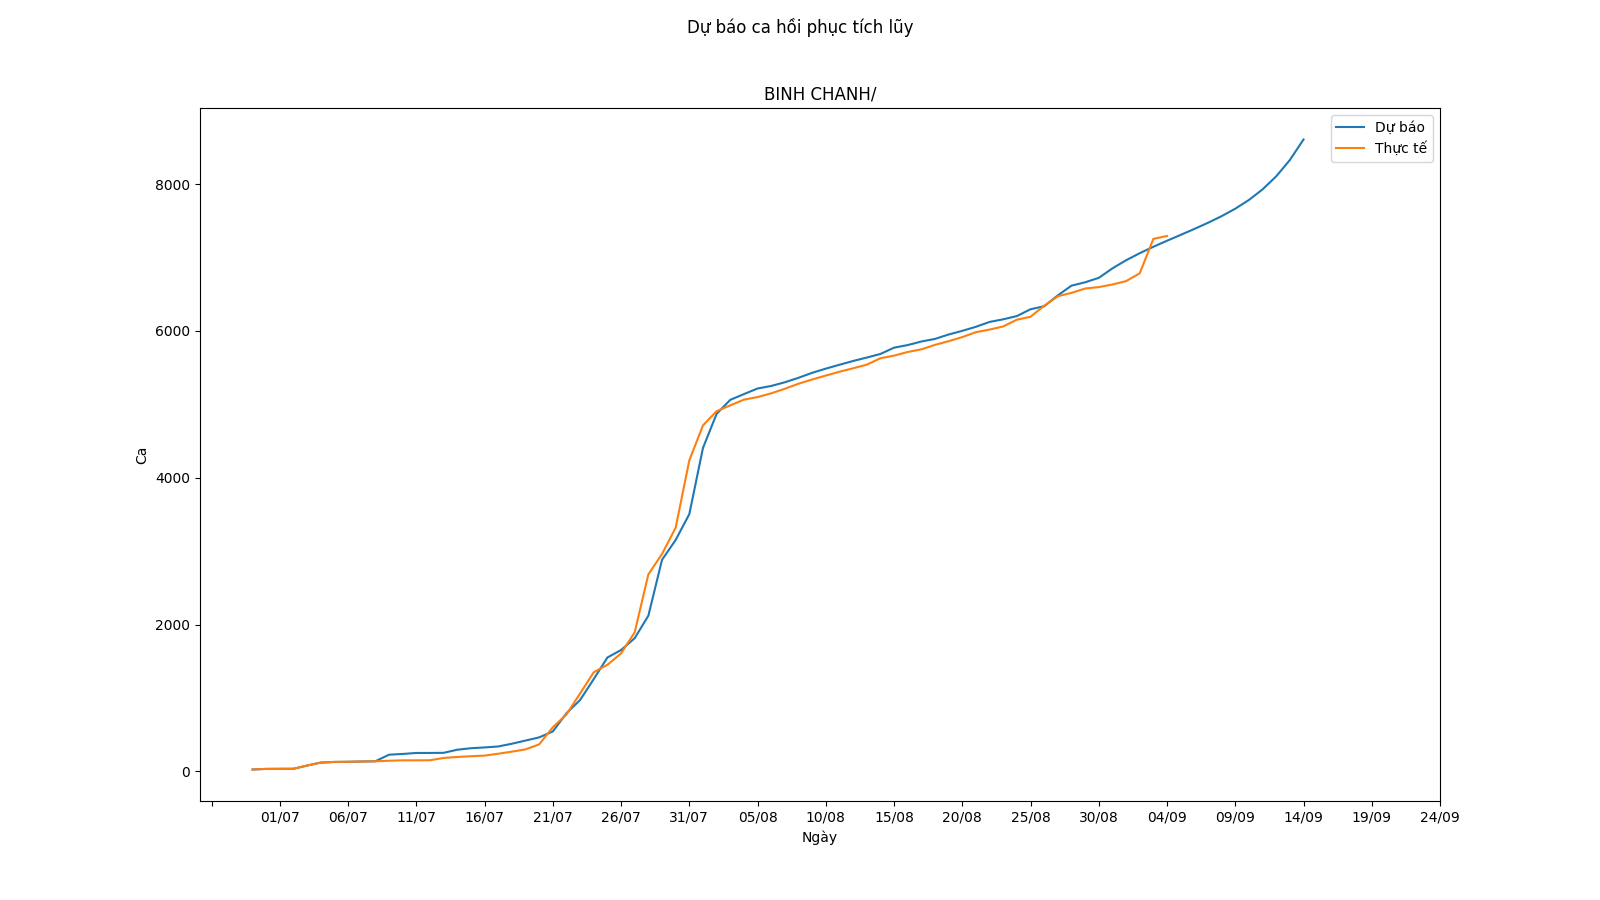 Dự báo ca hồi phục tích lũy
BINH CHANH/
Dự báo
Thực tế
8000
6000
4000
2000
0
Ca
01/07 06/07 11/07 16/07 21/07 26/07 31/07 05/08 10/08 15/08 20/08 25/08 30/08 04/09 09/09 14/09 19/09 24/09
Ngày